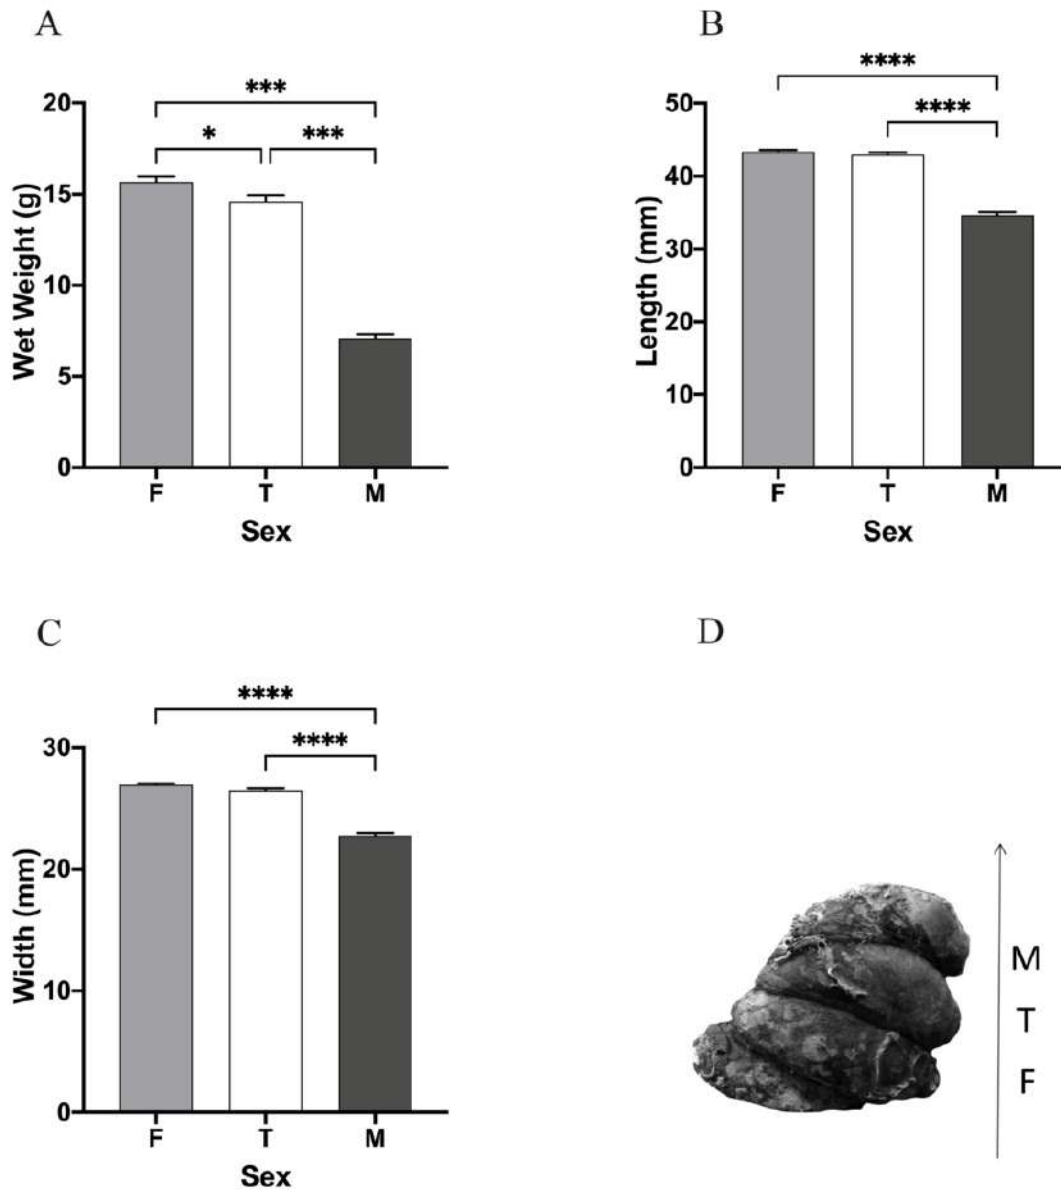 A
***
* ***
20
15
10
5
0
Wet Weight (g)
F T M
Sex
B
****
****
50
40
30
20
10
0
Length (mm)
F T M
Sex
C
****
****
30
20
10
0
Width (mm)
F T M
Sex
D
M
T
F